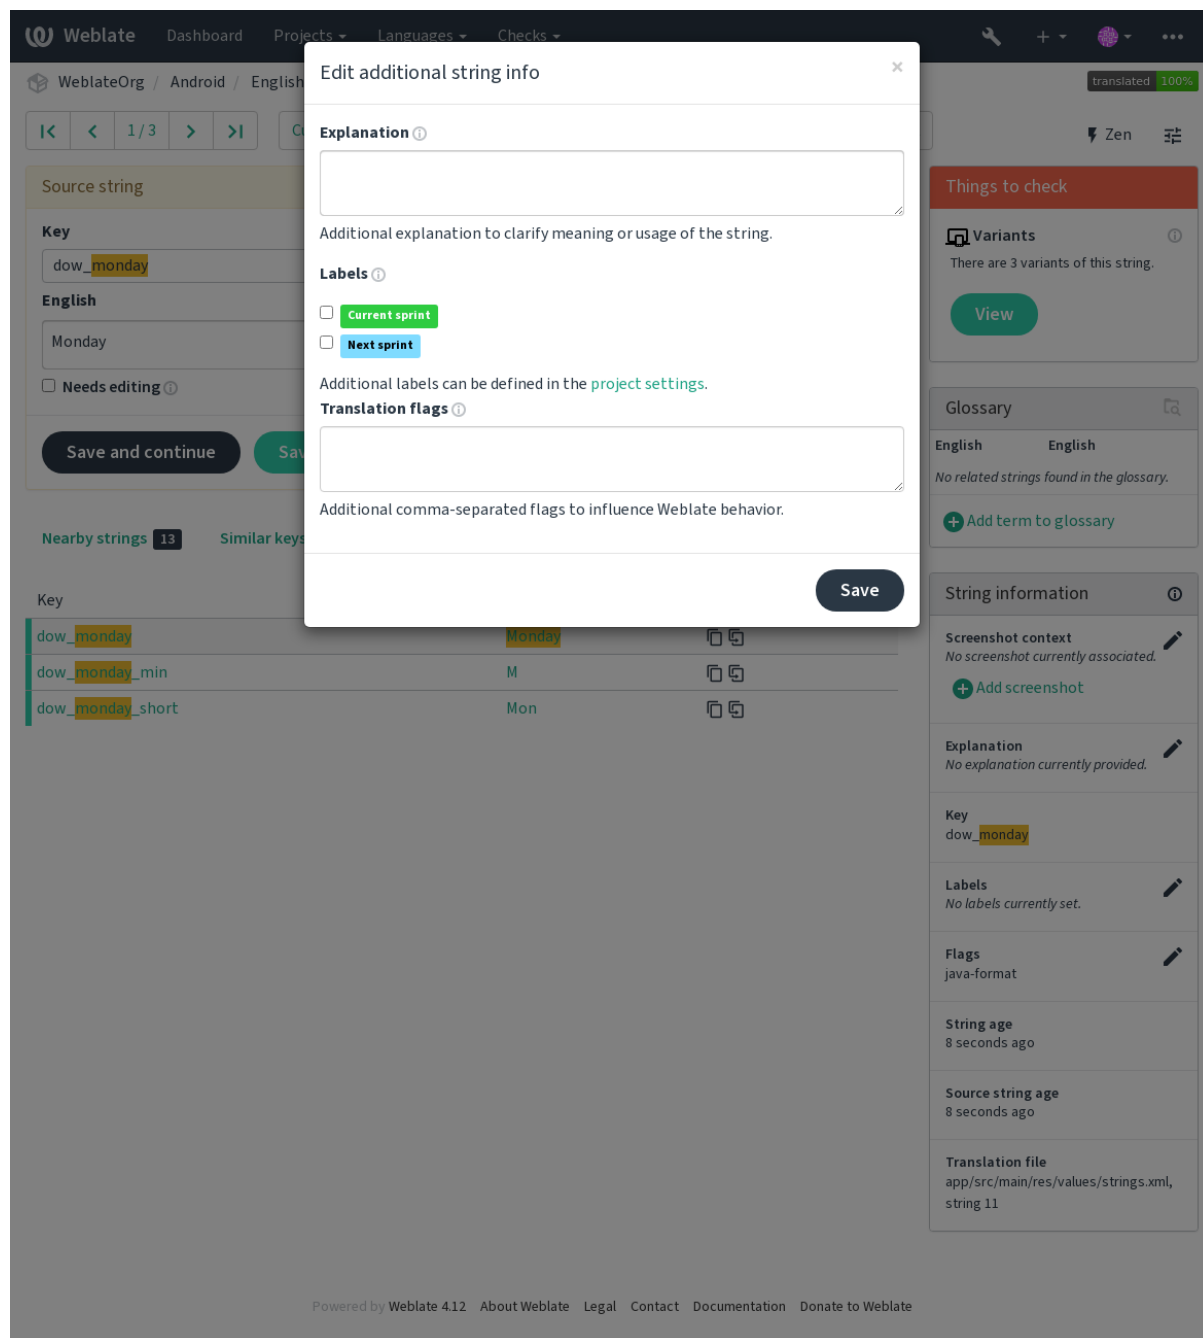 Weblate Dashboard Projects Languages Checks
WeblateOrg / Android / English
translated 100%
1 / 3
Zen
Edit additional string info
×
Explanation
Additional explanation to clarify meaning or usage of the string.
Labels
Current sprint
Next sprint
Additional labels can be defined in the project settings.
Translation flags
Additional comma-separated flags to influence Weblate behavior.
Save
Source string
Key
dow_monday
English
Monday
Needs editing
Save and continue
Nearby strings 13 Similar keys
Key
dow_monday Monday
dow_monday_min M
dow_monday_short Mon
Things to check
Variants
There are 3 variants of this string.
View
Glossary
English English
No related strings found in the glossary.
Add term to glossary
String information
Screenshot context
No screenshot currently associated.
Add screenshot
Explanation
No explanation currently provided.
Key
dow_monday
Labels
No labels currently set.
Flags
java-format
String age
8 seconds ago
Source string age
8 seconds ago
Translation file
app/src/main/res/values/strings.xml,
string 11
Powered by Weblate 4.12 About Weblate Legal Contact Documentation Donate to Weblate